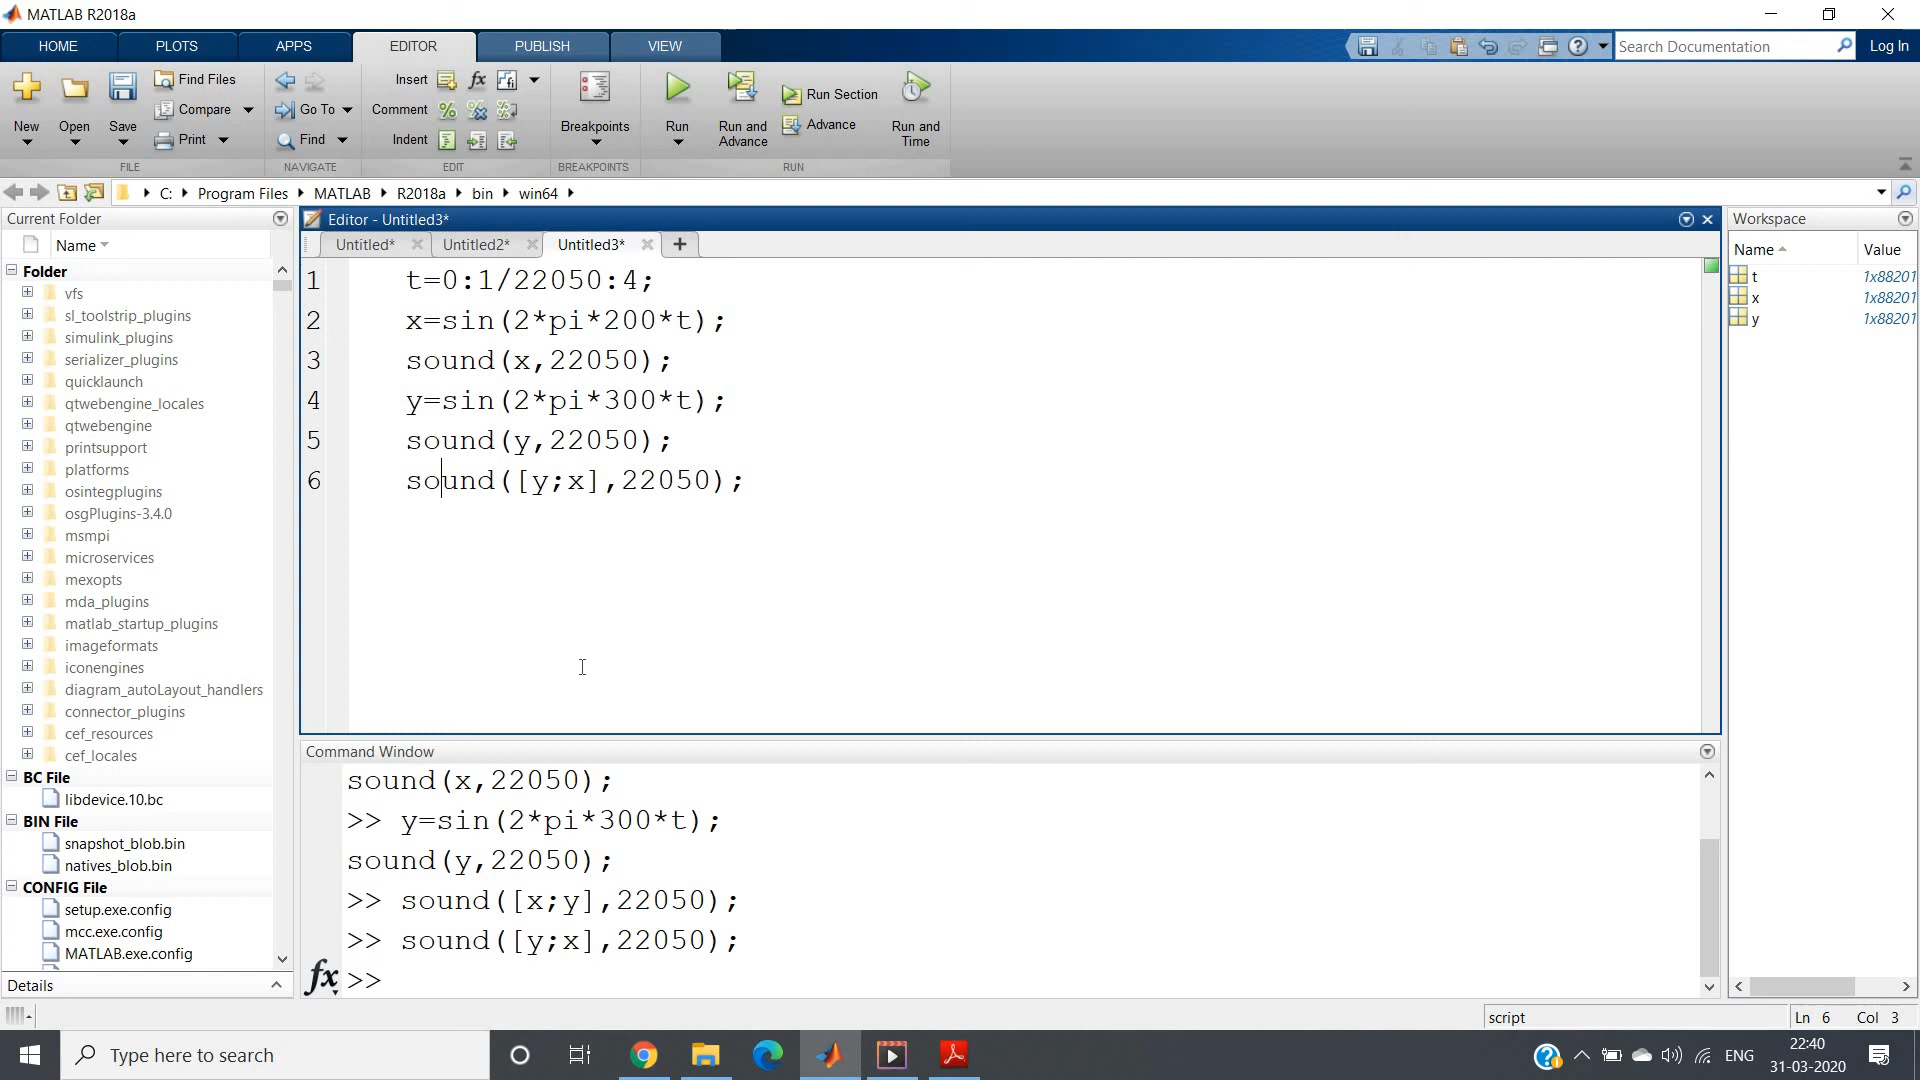 MATLAB R2018a
HOME PLOTS APPS EDITOR PUBLISH VIEW Search Documentation Log In
New Open Save Find Files Compare Print
Go To Find
Insert Comment Indent
Breakpoints Run Run and Advance Run Section Advance Run and Time
FILE NAVIGATE EDIT BREAKPOINTS RUN
C: Program Files MATLAB R2018a bin win64
Current Folder
Name
Folder
vfs
sl_toolstrip_plugins
simulink_plugins
serializer_plugins
quicklaunch
qtwebengine_locales
qtwebengine
printsupport
platforms
osintegplugins
osgPlugins-3.4.0
msmpi
microservices
mexopts
mda_plugins
matlab_startup_plugins
imageformats
iconengines
diagram_autoLayout_handlers
connector_plugins
cef_resources
cef_locales
BC File
libdevice.10.bc
BIN File
snapshot_blob.bin
natives_blob.bin
CONFIG File
setup.exe.config
mcc.exe.config
MATLAB.exe.config
Details
Editor - Untitled3*
Untitled* Untitled2* Untitled3*
1 t=0:1/22050:4;
2 x=sin(2*pi*200*t);
3 sound(x,22050);
4 y=sin(2*pi*300*t);
5 sound(y,22050);
6 sound([y;x],22050);
Command Window
sound(x,22050);
>> y=sin(2*pi*300*t);
sound(y,22050);
>> sound([x;y],22050);
>> sound([y;x],22050);
fx >>
Workspace
Name Value
t 1x88201
x 1x88201
y 1x88201
script Ln 6 Col 3
Type here to search
ENG
22:40
31-03-2020